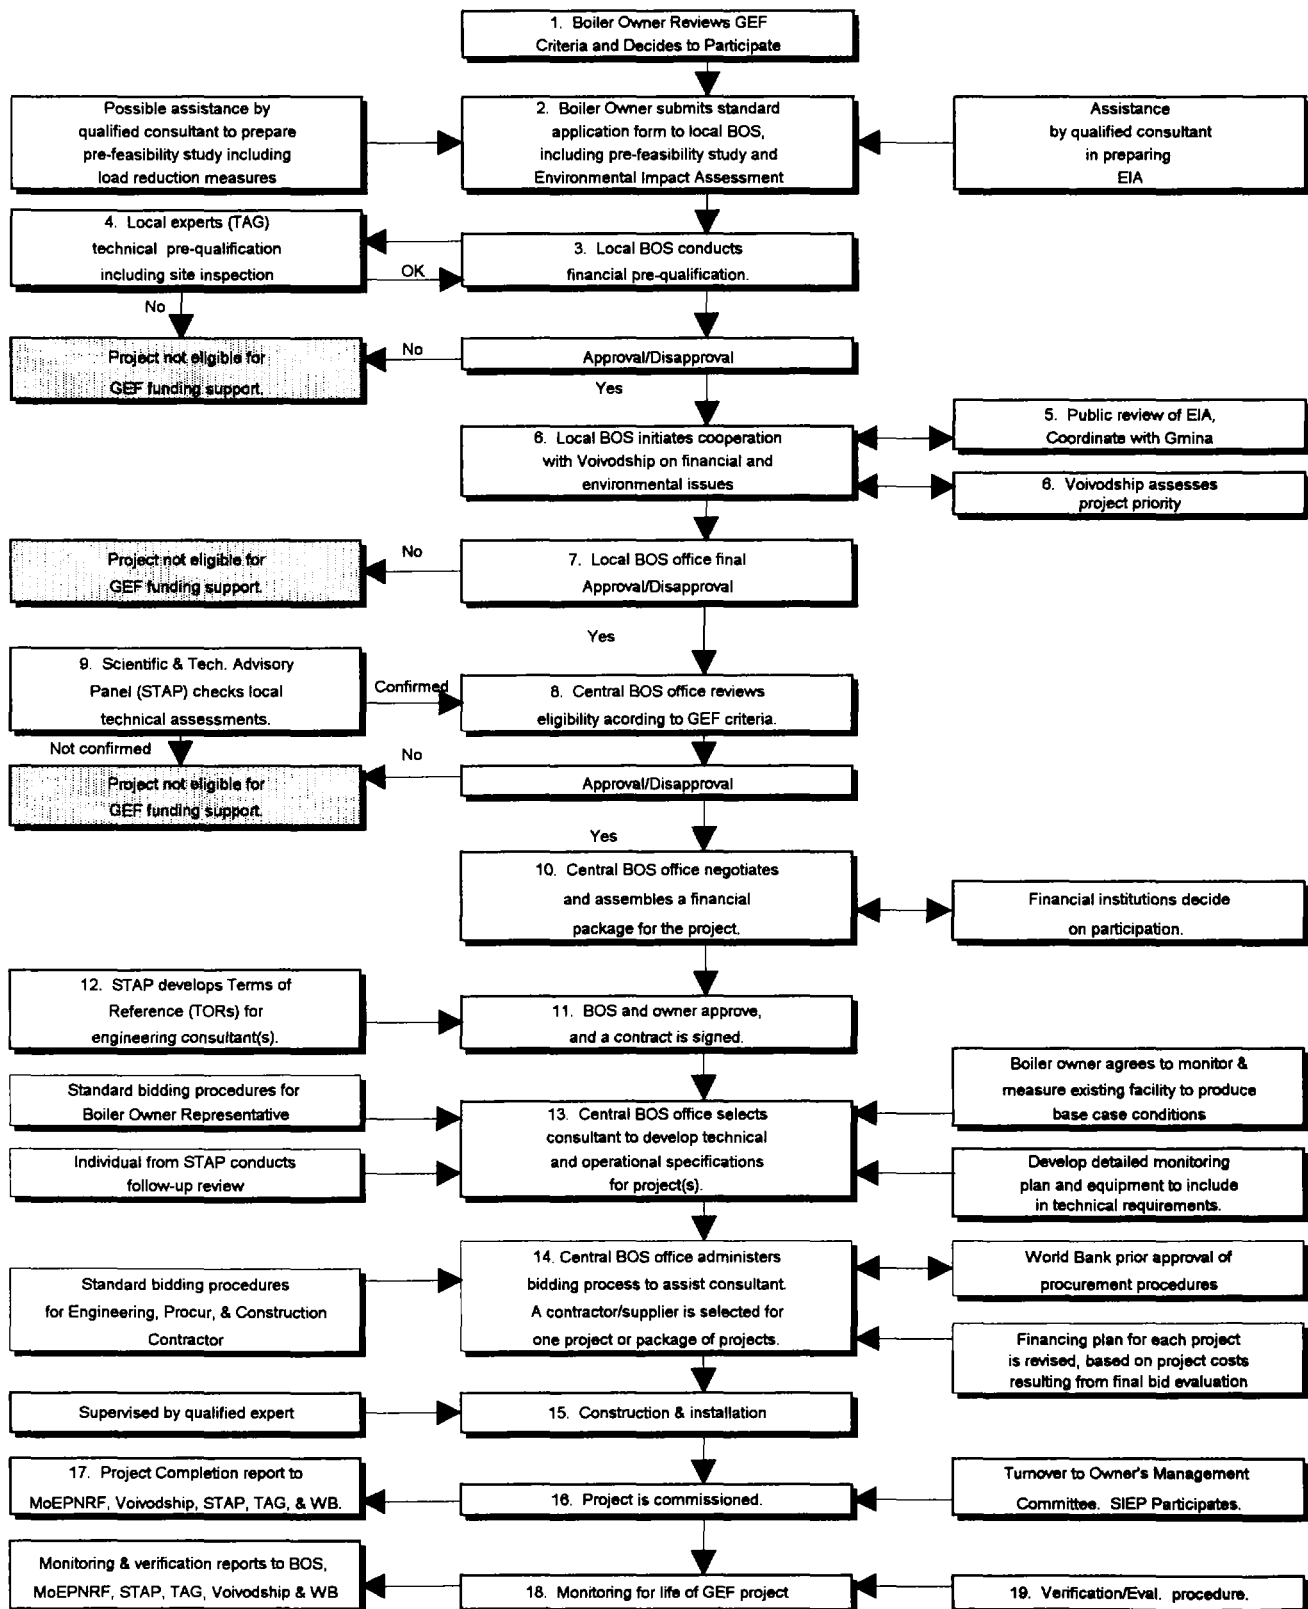 1. Boiler Owner Reviews GEF
Criteria and Decides to Participate
Possible assistance by
qualified consultant to prepare
pre-feasibility study including
load reduction measures
2. Boiler Owner submits standard
application form to local BOS,
including pre-feasibility study and
Environmental Impact Assessment
Assistance
by qualified consultant
in preparing
EIA
4. Local experts (TAG)
technical pre-qualification
including site inspection
OK
3. Local BOS conducts
financial pre-qualification.
No
Project not eligible for
GEF funding support.
No
Approval/Disapproval
Yes
6. Local BOS initiates cooperation
with Voivodship on financial and
environmental issues
5. Public review of EIA,
Coordinate with Gmina
6. Voivodship assesses
project priority
Project not eligible for
GEF funding support.
No
7. Local BOS office final
Approval/Disapproval
Yes
9. Scientific & Tech. Advisory
Panel (STAP) checks local
technical assessments.
Confirmed
8. Central BOS office reviews
eligibility acording to GEF criteria.
Not confirmed
Project not eligible for
GEF funding support.
No
Approval/Disapproval
Yes
10. Central BOS office negotiates
and assembles a financial
package for the project.
Financial institutions decide
on participation.
12. STAP develops Terms of
Reference (TORs) for
engineering consultant(s).
11. BOS and owner approve,
and a contract is signed.
Standard bidding procedures for
Boiler Owner Representative
Individual from STAP conducts
follow-up review
13. Central BOS office selects
consultant to develop technical
and operational specifications
for project(s).
Boiler owner agrees to monitor &
measure existing facility to produce
base case conditions
Develop detailed monitoring
plan and equipment to include
in technical requirements.
Standard bidding procedures
for Engineering, Procur, & Construction
Contractor
14. Central BOS office administers
bidding process to assist consultant.
A contractor/supplier is selected for
one project or package of projects.
World Bank prior approval of
procurement procedures
Financing plan for each project
is revised, based on project costs
resulting from final bid evaluation
Supervised by qualified expert
15. Construction & installation
17. Project Completion report to
MoEPNRF, Voivodship, STAP, TAG, & WB.
16. Project is commissioned.
Turnover to Owner's Management
Committee. SIEP Participates.
Monitoring & verification reports to BOS,
MoEPNRF, STAP, TAG, Voivodship & WB
18. Monitoring for life of GEF project
19. Verification/Eval. procedure.